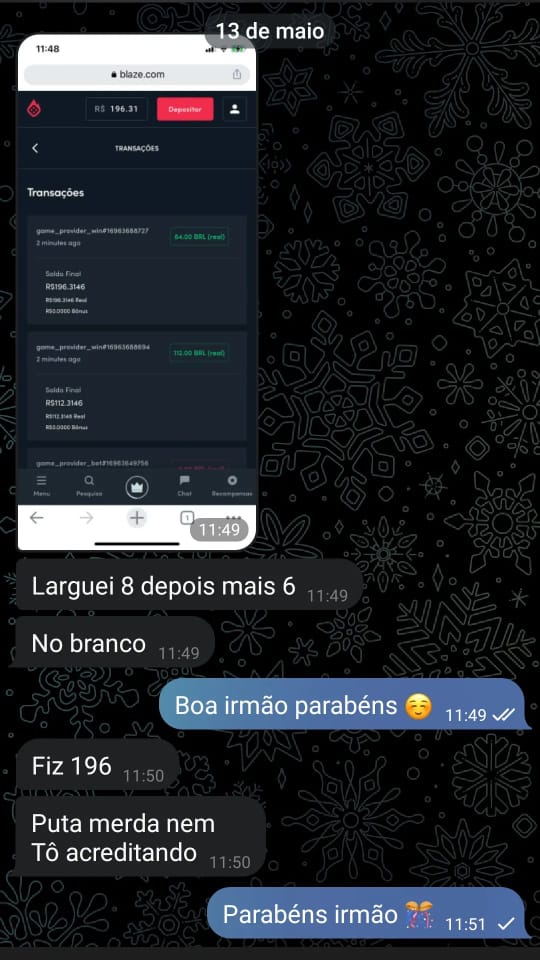 13 de maio
11:48
blaze.com
R$ 196.31
Depositar
TRANSAÇÕES
Transações
game_provider_win#16963688727
2 minutes ago
84.00 BRL (real)
Saldo Final
R$196.3146
R$196.3146 Real
R$0.0000 Bônus
game_provider_win#16963688694
2 minutes ago
112.00 BRL (real)
Saldo Final
R$112.3146
R$112.3146 Real
R$0.0000 Bônus
game_provider_bet#16963649756
Menu
Pesquisa
Chat
Recompensas
1
11:49
Larguei 8 depois mais 6 11:49
No branco 11:49
Boa irmão parabéns ☺️ 11:49
Fiz 196 11:50
Puta merda nem
Tô acreditando 11:50
Parabéns irmão 🎊 11:51